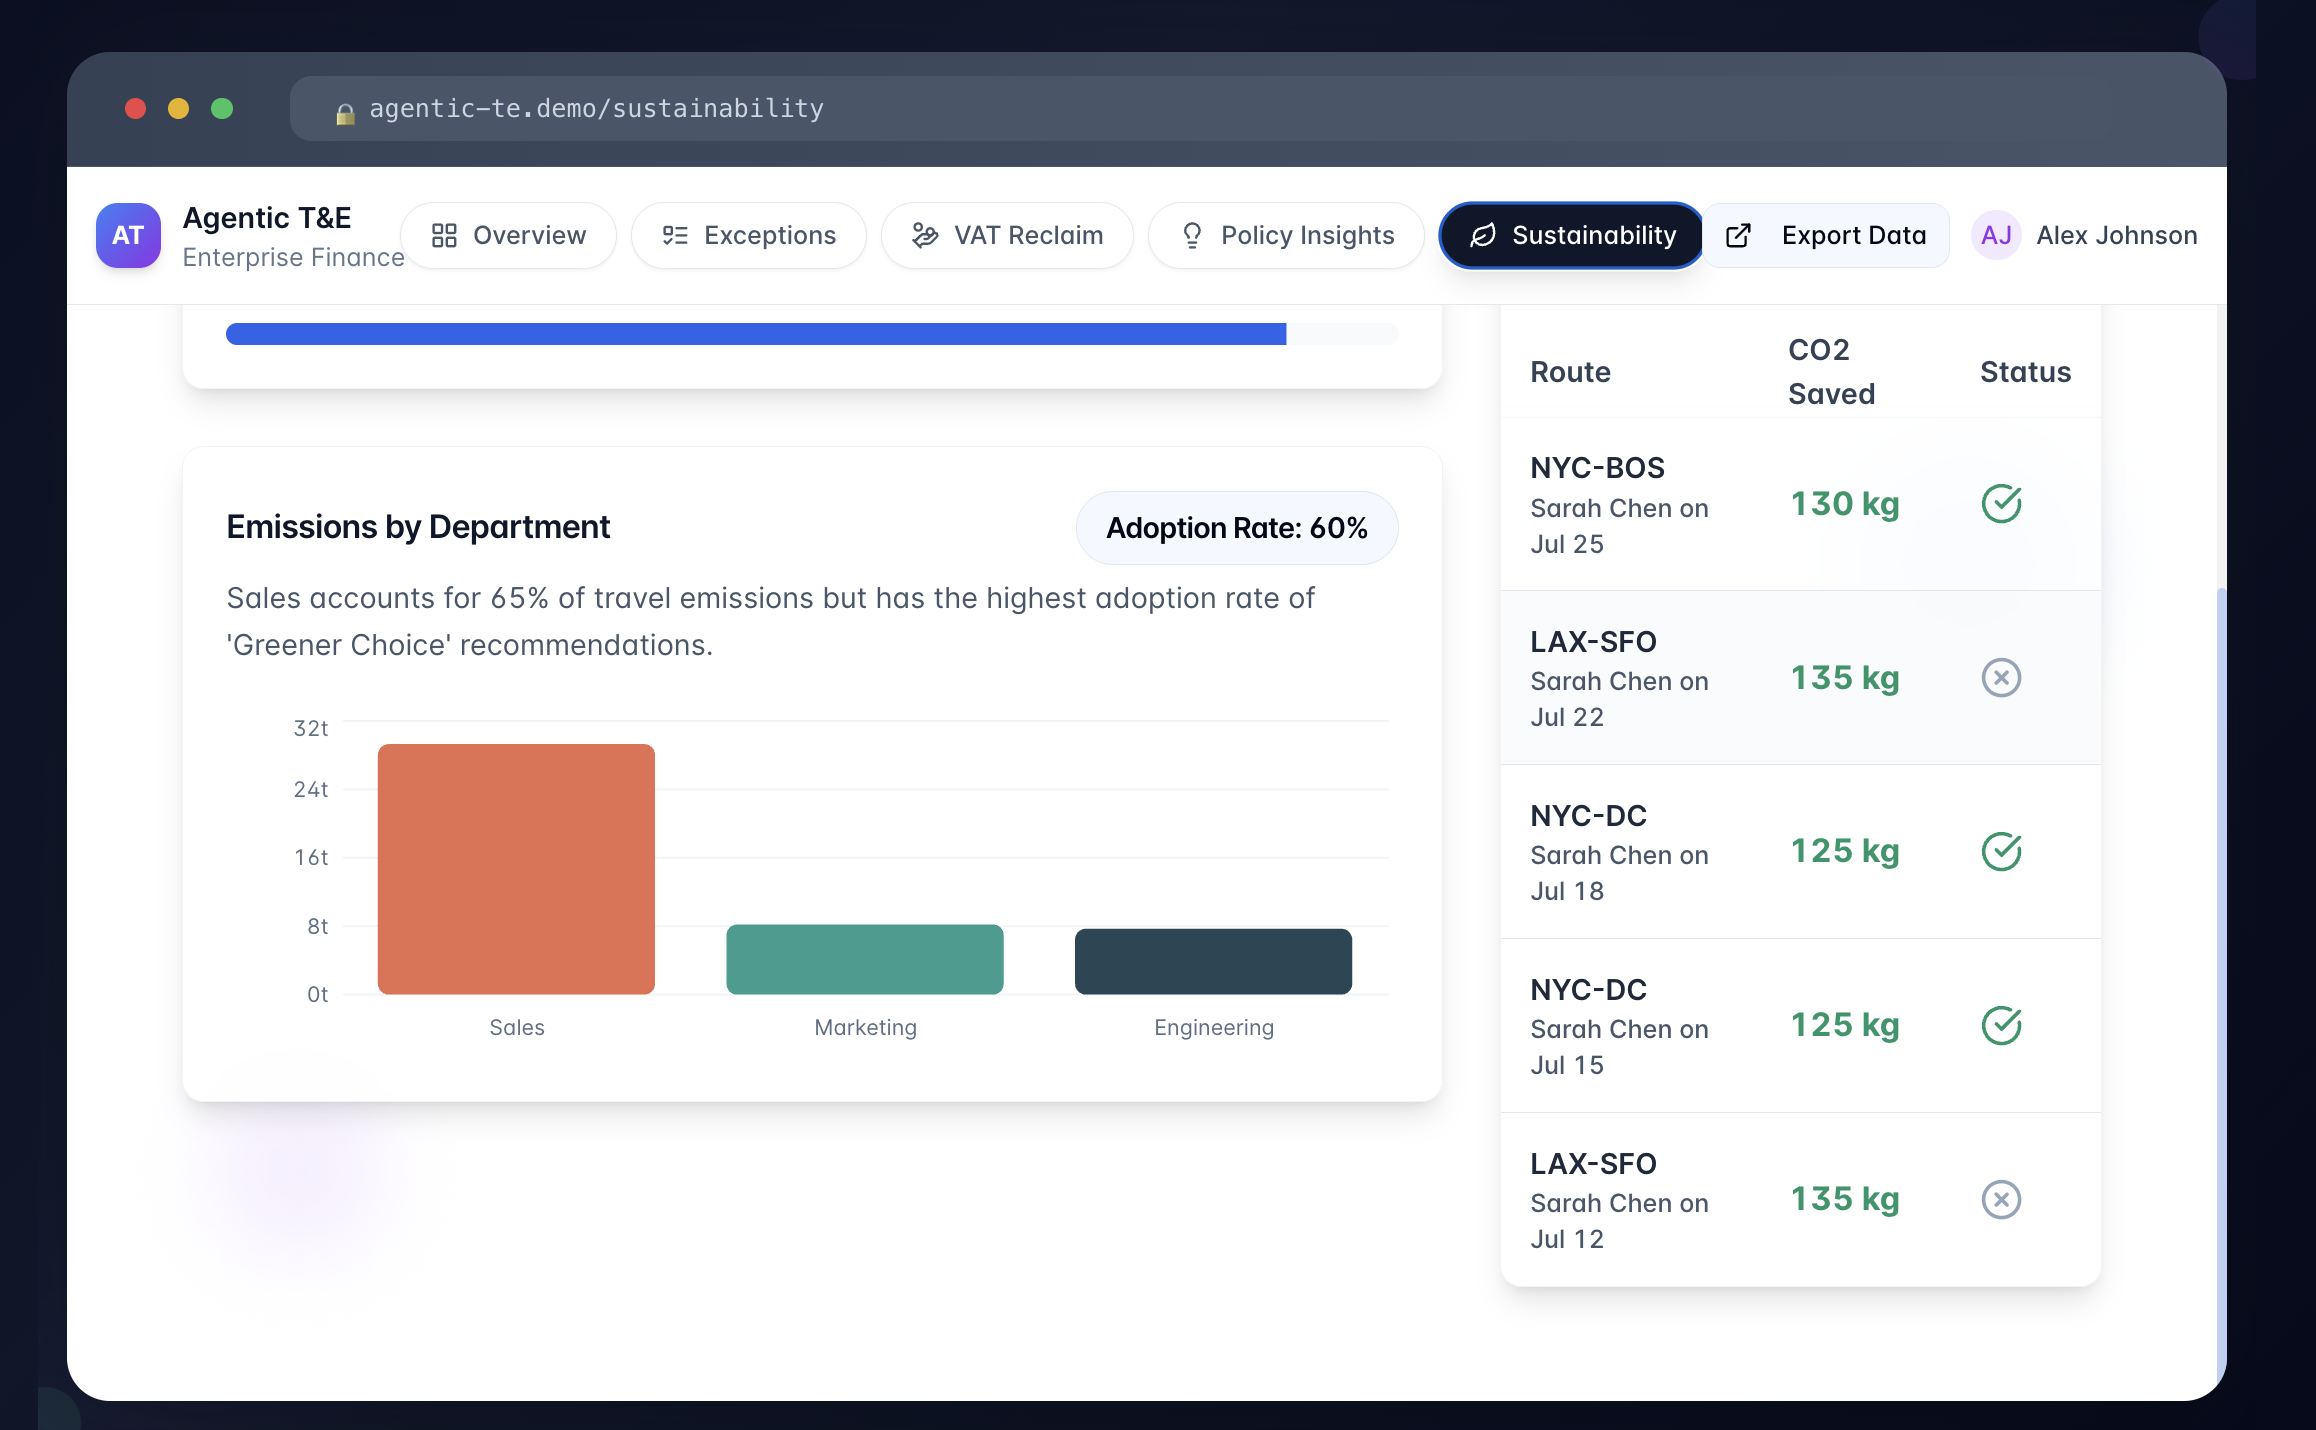 agentic-te.demo/sustainability
AT
Agentic T&E
Enterprise Finance
Overview
Exceptions
VAT Reclaim
Policy Insights
Sustainability
Export Data
AJ
Alex Johnson
Emissions by Department
Adoption Rate: 60%
Sales accounts for 65% of travel emissions but has the highest adoption rate of
'Greener Choice' recommendations.
32t
24t
16t
8t
0t
Sales
Marketing
Engineering
Route
CO2
Saved
Status
NYC-BOS
Sarah Chen on
Jul 25
130 kg
LAX-SFO
Sarah Chen on
Jul 22
135 kg
NYC-DC
Sarah Chen on
Jul 18
125 kg
NYC-DC
Sarah Chen on
Jul 15
125 kg
LAX-SFO
Sarah Chen on
Jul 12
135 kg